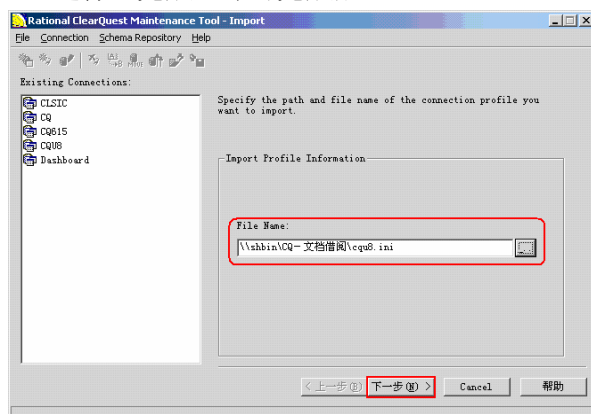 Rational ClearQuest Maintenance Tool - Import
File Connection Schema Repository Help
Existing Connections:
CLSIC
CQ
CQ615
CQU8
Dashboard
Specify the path and file name of the connection profile you
want to import.
Import Profile Information
File Name:
\\shbin\CQ-文档借阅\cqu8.ini
...
<上一步(B) 下一步(N) > Cancel 帮助